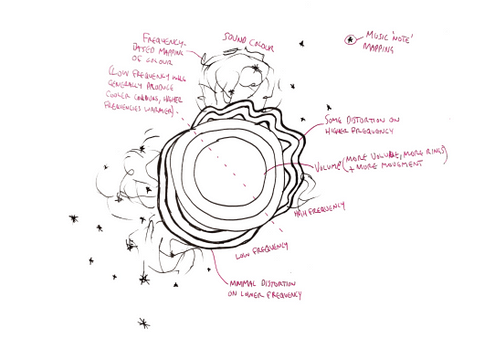 FREQUENCY-
DATED MAPPING
OF COLOUR
(LOW FREQUENCY WILL
GENERALLY PRODUCE
COOLER COLOURS, HIGHER
FREQUENCIES WARMER).
SOUND COLOUR
MUSIC 'NOTE'
MAPPING
SOME DISTORTION ON
HIGHER FREQUENCY
VOLUME (MORE VOLUME, MORE RINGS)
+ MORE MOVEMENT
HIGH FREQUENCY
LOW FREQUENCY
MINIMAL DISTORTION
ON LOWER FREQUENCY